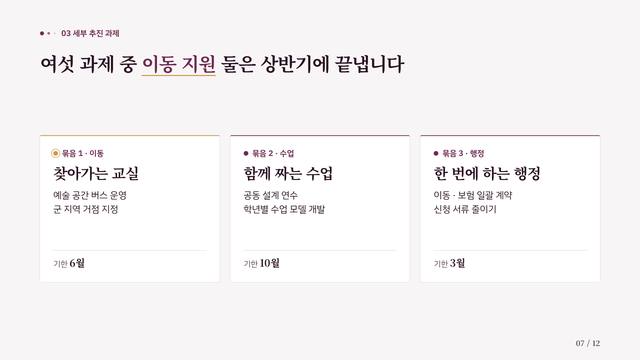 03 세부 추진 과제
여섯 과제 중 이동 지원 둘은 상반기에 끝냅니다
묶음 1 · 이동
찾아가는 교실
예술 공간 버스 운영
군 지역 거점 지정
기한 6월
묶음 2 · 수업
함께 짜는 수업
공동 설계 연수
학년별 수업 모델 개발
기한 10월
묶음 3 · 행정
한 번에 하는 행정
이동 · 보험 일괄 계약
신청 서류 줄이기
기한 3월
07 / 12